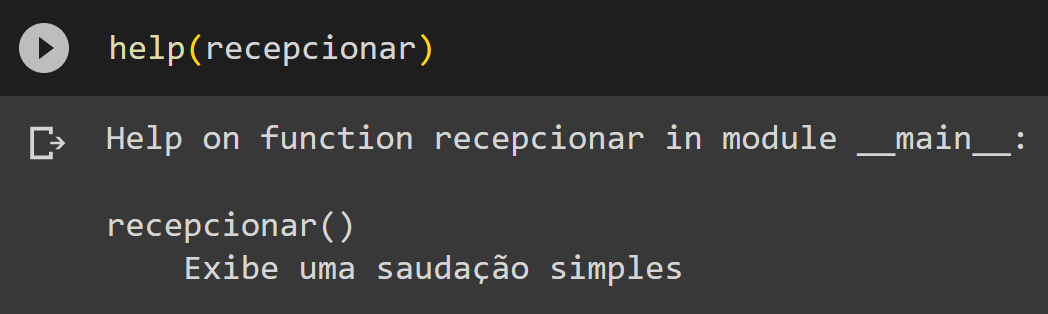 help(recepcionar)
Help on function recepcionar in module __main__:
recepcionar()
Exibe uma saudação simples